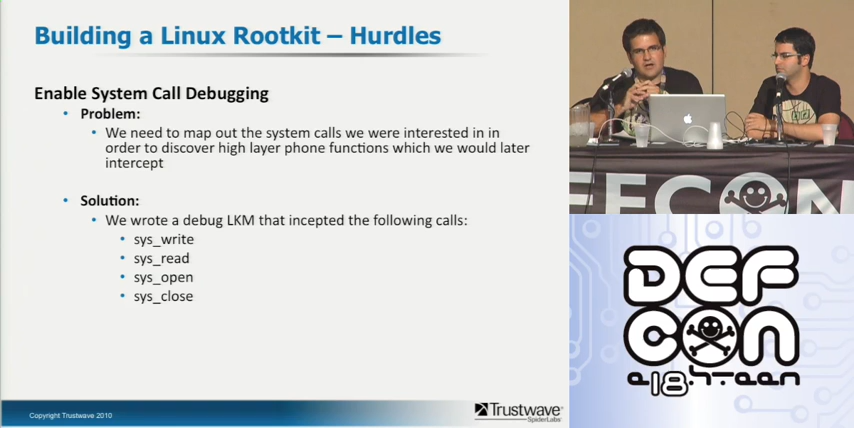 Building a Linux Rootkit – Hurdles
Enable System Call Debugging
• Problem:
• We need to map out the system calls we were interested in in
order to discover high layer phone functions which we would later
intercept
• Solution:
• We wrote a debug LKM that incepted the following calls:
• sys_write
• sys_read
• sys_open
• sys_close
Copyright Trustwave 2010
Trustwave®
SpiderLabs®
DEF
CON
e18h-teen